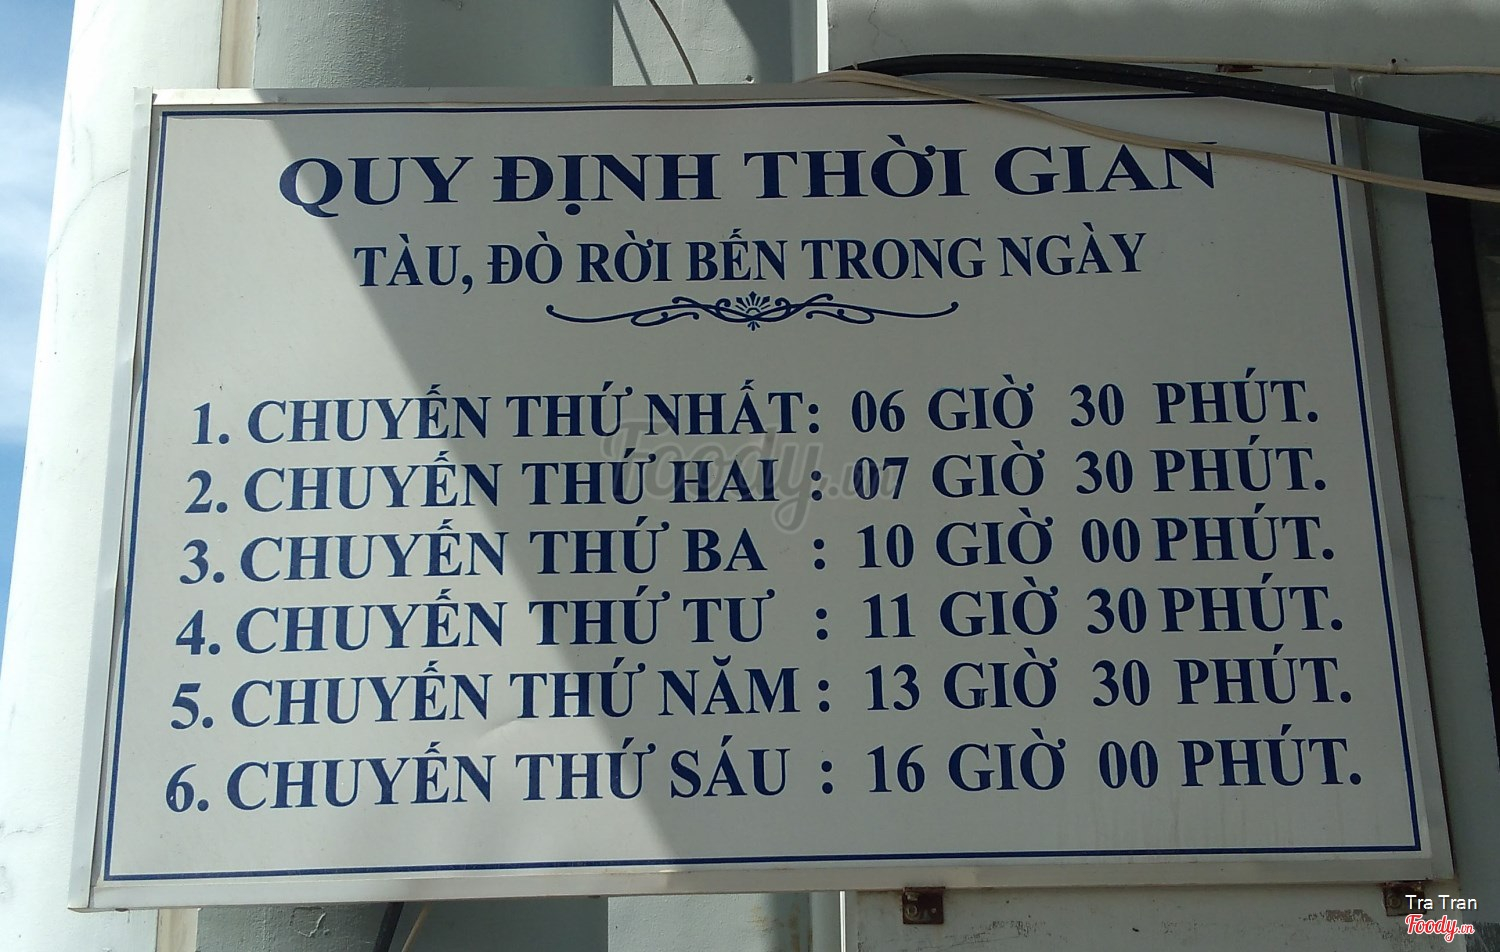 QUY ĐỊNH THỜI GIAN
TÀU, ĐÒ RỜI BẾN TRONG NGÀY
1. CHUYẾN THỨ NHẤT: 06 GIỜ 30 PHÚT.
2. CHUYẾN THỨ HAI : 07 GIỜ 30 PHÚT.
3. CHUYẾN THỨ BA : 10 GIỜ 00 PHÚT.
4. CHUYẾN THỨ TƯ : 11 GIỜ 30 PHÚT.
5. CHUYẾN THỨ NĂM : 13 GIỜ 30 PHÚT.
6. CHUYẾN THỨ SÁU : 16 GIỜ 00 PHÚT.
Foody.vn
Tra Tran
Foody.vn